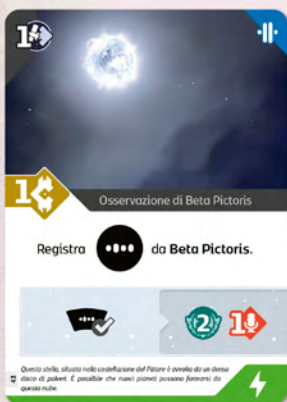 1
1
Osservazione di Beta Pictoris
Registra da Beta Pictoris.
2 1
Questa stella, situata nella costellazione del Pittore è avvolta da un denso
disco di polveri. È possibile che nuovi pianeti possano formarsi da
questa nube.
43